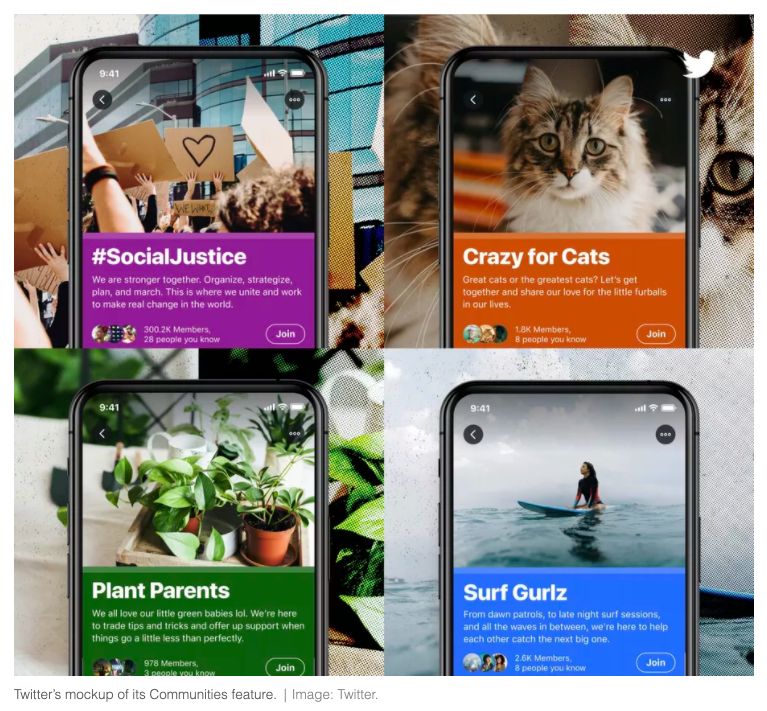 9:41
#SocialJustice
We are stronger together. Organize, strategize,
plan, and march. This is where we unite and work
to make real change in the world.
300.2K Members,
28 people you know
Join
Crazy for Cats
Great cats or the greatest cats? Let's get
together and share our love for the little furballs
in our lives.
1.8K Members,
8 people you know
Join
9:41
Plant Parents
We all love our little green babies lol. We're here
to trade tips and tricks and offer up support when
things go a little less than perfectly.
978 Members,
3 people you know
Join
9:41
Surf Gurlz
From dawn patrols, to late night surf sessions,
and all the waves in between, we're here to help
each other catch the next big one.
2.6K Members,
8 people you know
Join
Twitter's mockup of its Communities feature. | Image: Twitter.